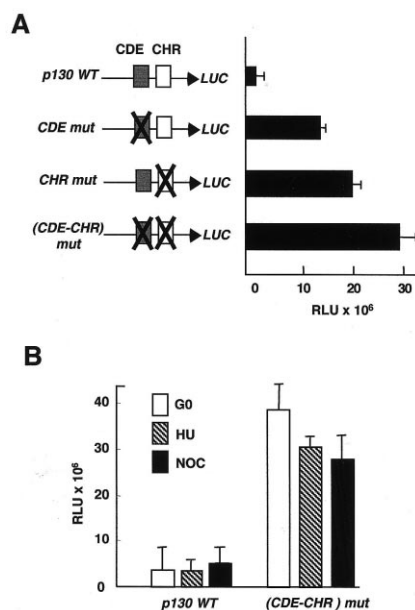 A
CDE CHR
p130 WT LUC
CDE mut LUC
CHR mut LUC
(CDE-CHR) mut LUC
0 10 20 30
RLU x 10⁶
B
RLU x 10⁶
40
30
20
10
0
G0
HU
NOC
p130 WT (CDE-CHR) mut